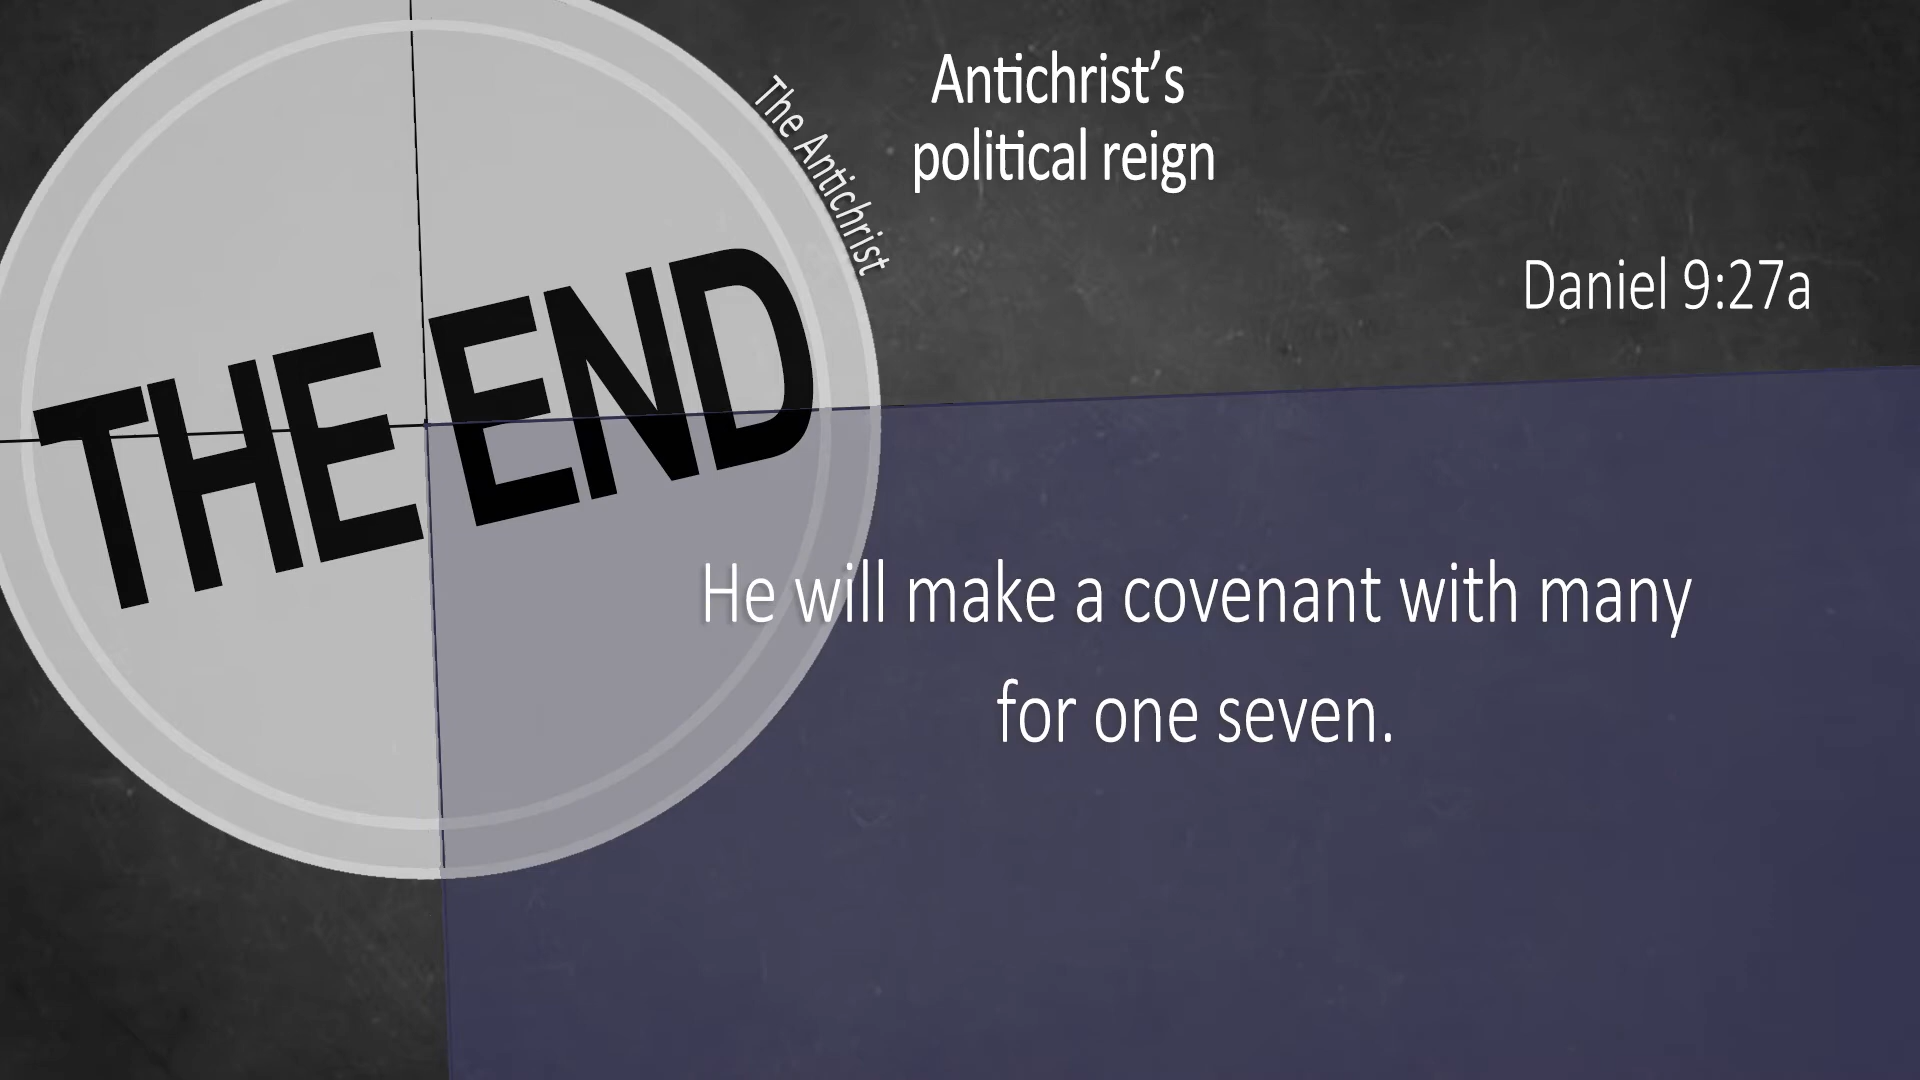 THE END
The Antichrist
Antichrist’s
political reign
Daniel 9:27a
He will make a covenant with many
for one seven.